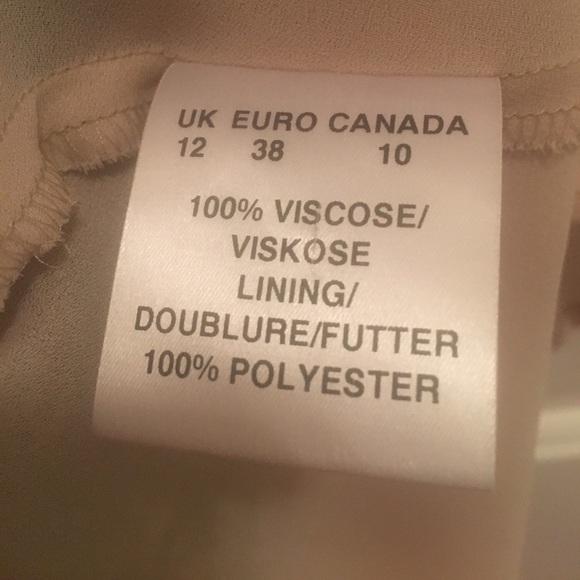 UK EURO CANADA
12 38 10
100% VISCOSE/
VISKOSE
LINING/
DOUBLURE/FUTTER
100% POLYESTER